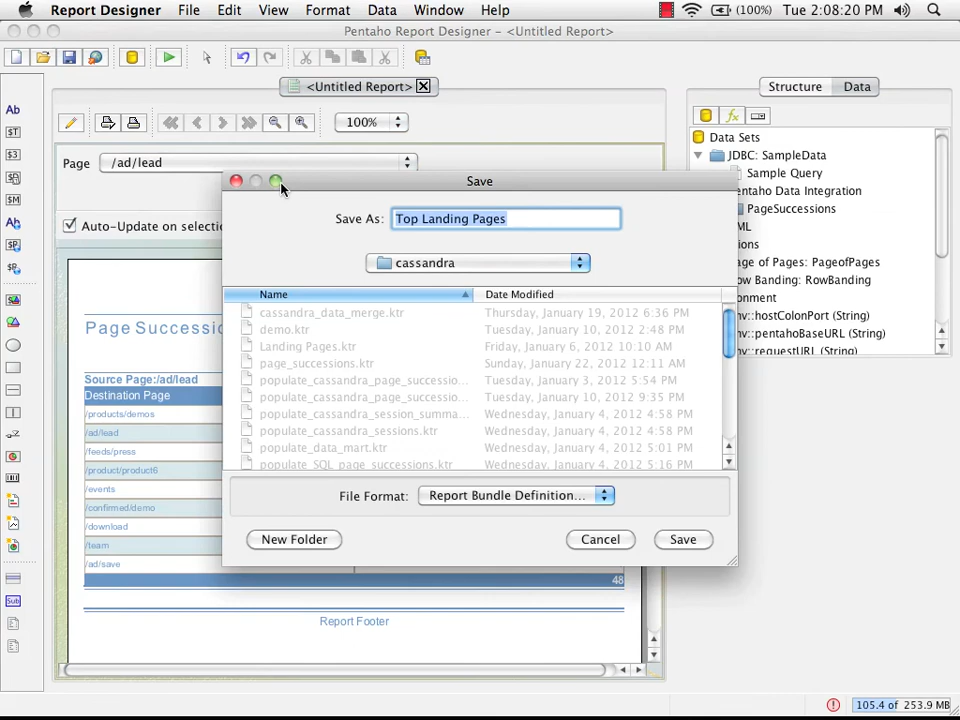 Report Designer File Edit View Format Data Window Help (100%) Tue 2:08:20 PM
Pentaho Report Designer - <Untitled Report>
<Untitled Report>
Structure Data
100%
Page /ad/lead
Auto-Update on selectio
Data Sets
JDBC: SampleData
Sample Query
entaho Data Integration
PageSuccessions
ML
ions
age of Pages: PageofPages
Row Banding: RowBanding
onment
nv::hostColonPort (String)
nv::pentahoBaseURL (String)
nv::requestURL (String)
Page Successio
Source Page:/ad/lead
Destination Page
/products/demos
/ad/lead
/feeds/press
/product/product6
/events
/confirmed/demo
/download
/team
/ad/save
48
Report Footer
Save
Save As: Top Landing Pages
cassandra
Name Date Modified
cassandra_data_merge.ktr Thursday, January 19, 2012 6:36 PM
demo.ktr Tuesday, January 10, 2012 2:48 PM
Landing Pages.ktr Friday, January 6, 2012 10:10 AM
page_successions.ktr Sunday, January 22, 2012 12:11 AM
populate_cassandra_page_successio... Tuesday, January 3, 2012 5:54 PM
populate_cassandra_page_successio... Tuesday, January 10, 2012 9:35 PM
populate_cassandra_session_summa... Wednesday, January 4, 2012 4:58 PM
populate_cassandra_sessions.ktr Wednesday, January 4, 2012 4:58 PM
populate_data_mart.ktr Wednesday, January 4, 2012 5:01 PM
populate_SQL_page_successions.ktr Wednesday, January 4, 2012 5:16 PM
File Format: Report Bundle Definition...
New Folder Cancel Save
Ab
T
3
M
Ab
P
Sub
105.4 of 253.9 MB